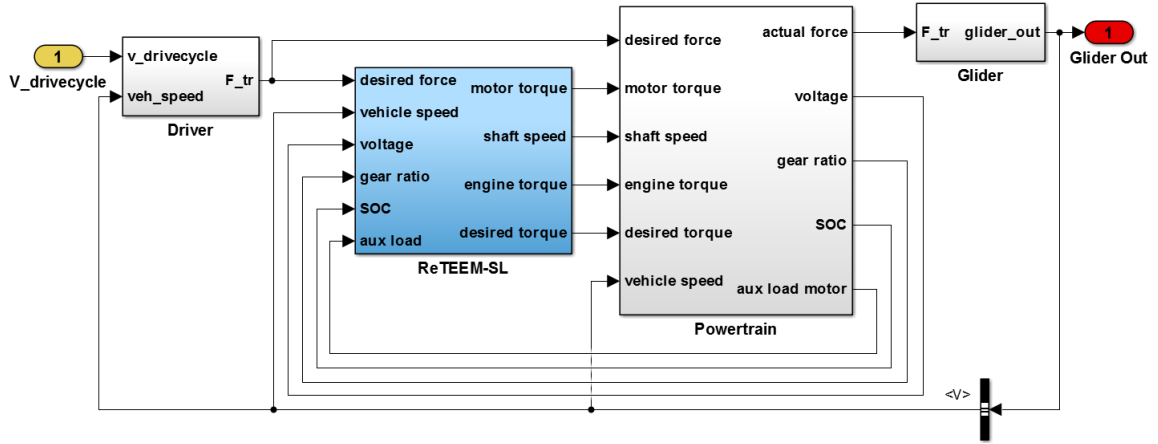 1
V_drivecycle
v_drivecycle
veh_speed
F_tr
Driver
desired force
vehicle speed
voltage
gear ratio
SOC
aux load
motor torque
shaft speed
engine torque
desired torque
ReTEEM-SL
desired force
motor torque
shaft speed
engine torque
desired torque
vehicle speed
actual force
voltage
gear ratio
SOC
aux load motor
Powertrain
F_tr
glider_out
Glider
1
Glider Out
<V>